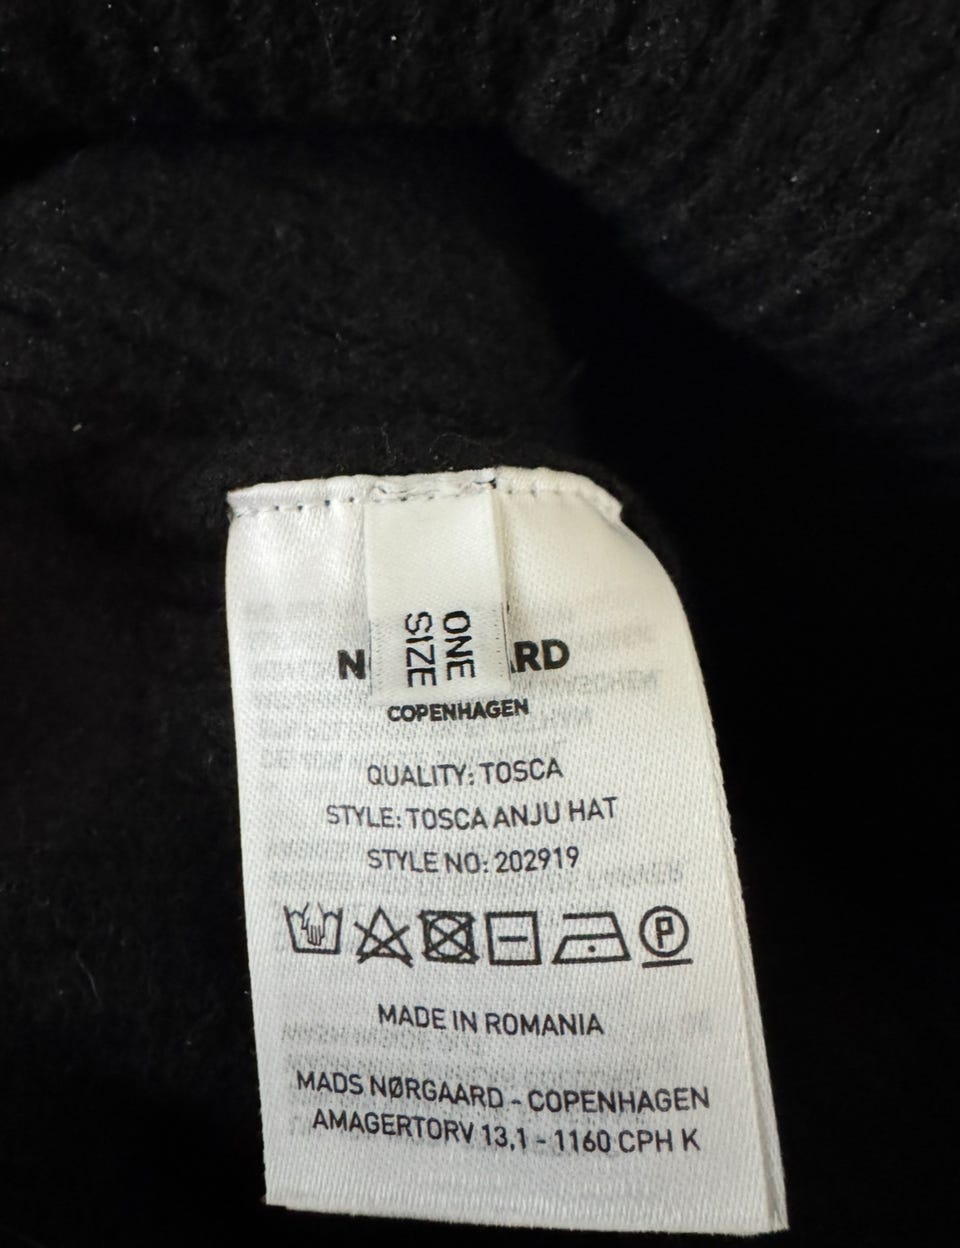 ONE
SIZE
COPENHAGEN
QUALITY: TOSCA
STYLE: TOSCA ANJU HAT
STYLE NO: 202919
P
MADE IN ROMANIA
MADS NØRGAARD - COPENHAGEN
AMAGERTORV 13,1 - 1160 CPH K